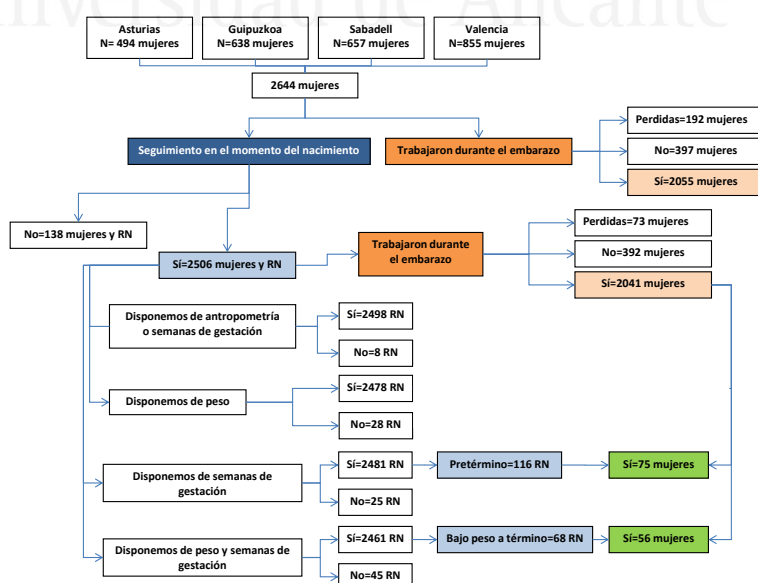 Universidad de Alicante
Asturias
N= 494 mujeres
Guipuzkoa
N=638 mujeres
Sabadell
N=657 mujeres
Valencia
N=855 mujeres
2644 mujeres
Seguimiento en el momento del nacimiento
Trabajaron durante el embarazo
Perdidas=192 mujeres
No=397 mujeres
Sí=2055 mujeres
No=138 mujeres y RN
Sí=2506 mujeres y RN
Trabajaron durante
el embarazo
Perdidas=73 mujeres
No=392 mujeres
Sí=2041 mujeres
Disponemos de antropometría
o semanas de gestación
Sí=2498 RN
No=8 RN
Disponemos de peso
Sí=2478 RN
No=28 RN
Disponemos de semanas de
gestación
Sí=2481 RN
Pretérmino=116 RN
Sí=75 mujeres
No=25 RN
Disponemos de peso y semanas de
gestación
Sí=2461 RN
Bajo peso a término=68 RN
Sí=56 mujeres
No=45 RN